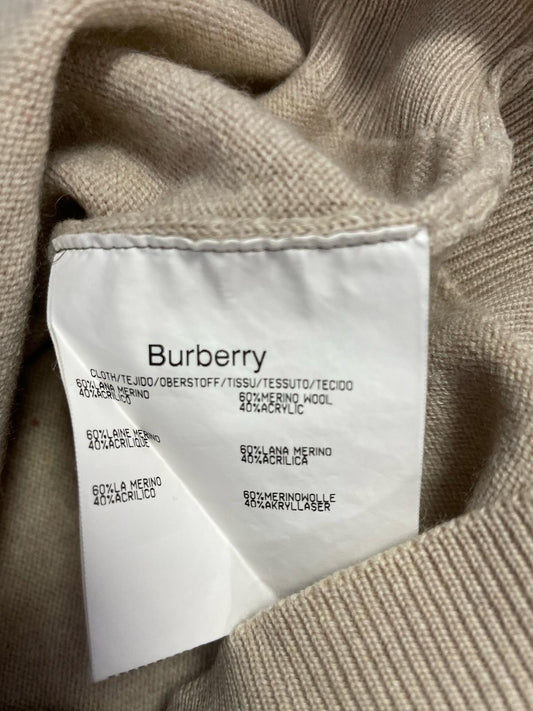 Burberry
CLOTH/TEJIDO/OBERSTOFF/TISSU/TESSUTO/TECIDO
60%LANA MERINO
40%ACRILICO
60%MERINO WOOL
40%ACRYLIC
60%LAINE MERINO
40%ACRILIQUE
60%LANA MERINO
40%ACRILICA
60%LA MERINO
40%ACRILICO
60%MERINOWOLLE
40%AKRYLLASER